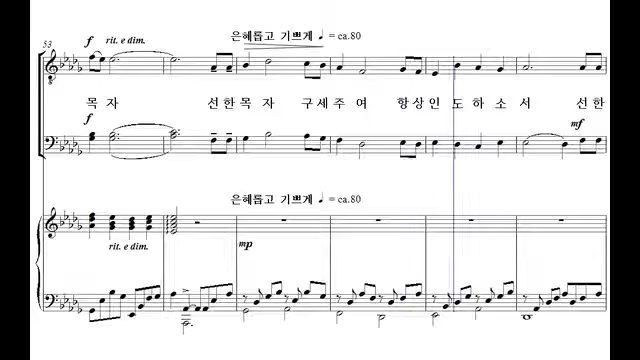 은혜롭고 기쁘게 ♩ = ca.80
f rit. e dim.
53
목 자 선한 목 자 구 세 주 여 항 상 인 도 하 소 서 선 한
f mf
은혜롭고 기쁘게 ♩ = ca.80
rit. e dim. mp